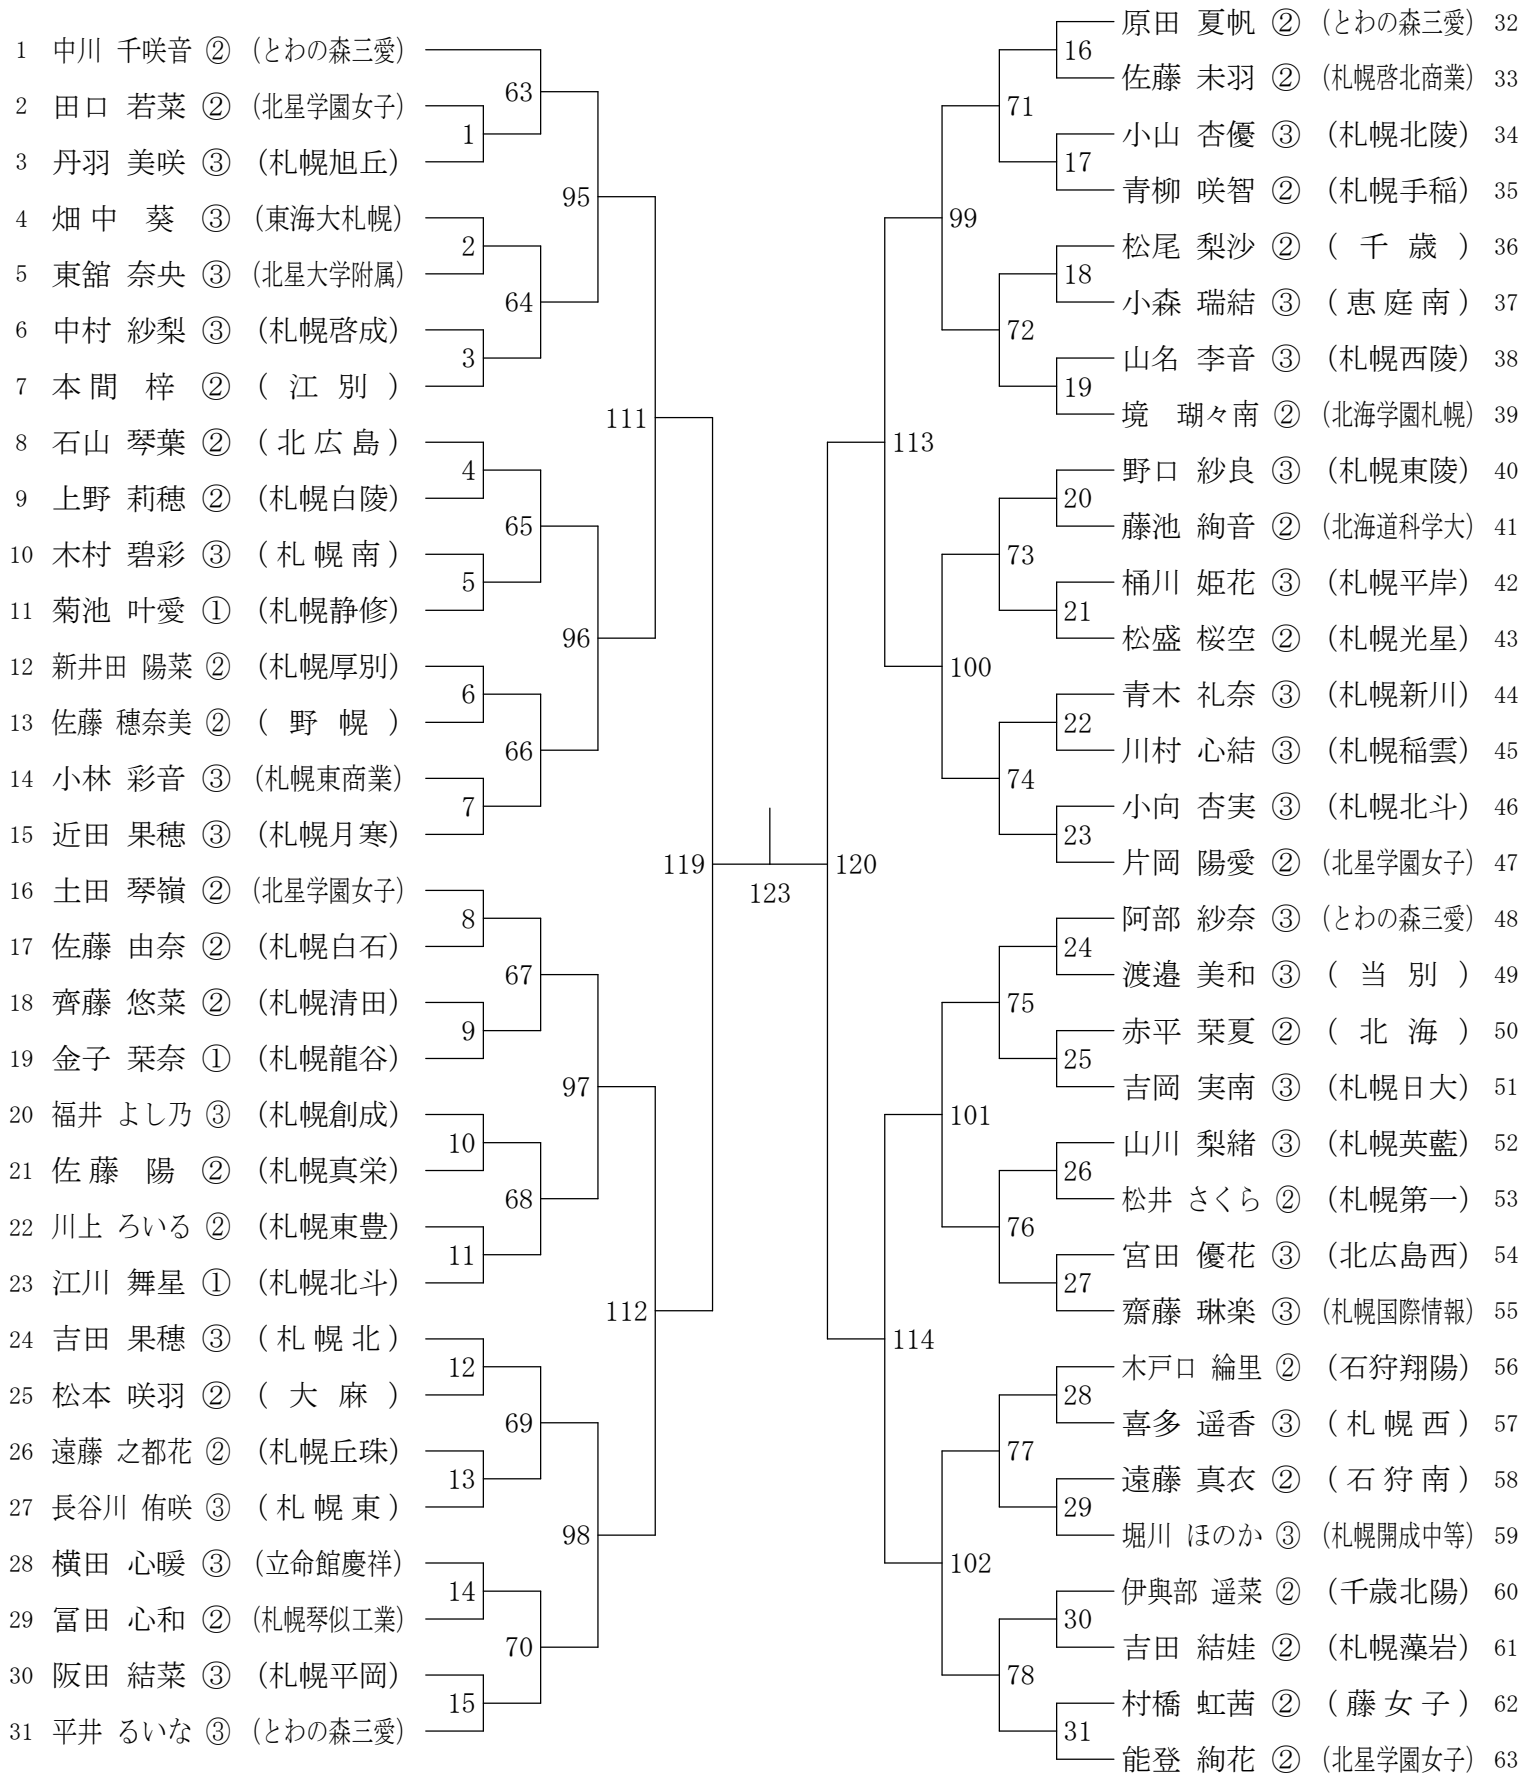 1 中川 千咲音 ② (とわの森三愛)
2 田口 若菜 ② (北星学園女子)
3 丹羽 美咲 ③ (札幌旭丘)
4 畑中 葵 ③ (東海大札幌)
5 東舘 奈央 ③ (北星大学附属)
6 中村 紗梨 ③ (札幌啓成)
7 本間 梓 ② (江別)
8 石山 琴葉 ② (北広島)
9 上野 莉穂 ② (札幌白陵)
10 木村 碧彩 ③ (札幌南)
11 菊池 叶愛 ① (札幌静修)
12 新井田 陽菜 ② (札幌厚別)
13 佐藤 穂奈美 ② (野幌)
14 小林 彩音 ③ (札幌東商業)
15 近田 果穂 ③ (札幌月寒)
16 土田 琴嶺 ② (北星学園女子)
17 佐藤 由奈 ② (札幌白石)
18 齊藤 悠菜 ② (札幌清田)
19 金子 栞奈 ① (札幌龍谷)
20 福井 よし乃 ③ (札幌創成)
21 佐藤 陽 ② (札幌真栄)
22 川上 ろいる ② (札幌東豊)
23 江川 舞星 ① (札幌北斗)
24 吉田 果穂 ③ (札幌北)
25 松本 咲羽 ② (大麻)
26 遠藤 之都花 ② (札幌丘珠)
27 長谷川 侑咲 ③ (札幌東)
28 横田 心暖 ③ (立命館慶祥)
29 冨田 心和 ② (札幌琴似工業)
30 阪田 結菜 ③ (札幌平岡)
31 平井 るいな ③ (とわの森三愛)
1
2
3
4
5
6
7
8
9
10
11
12
13
14
15
63
64
65
66
67
68
69
70
95
96
97
98
111
112
119
123
120
113
114
99
100
101
102
71
72
73
74
75
76
77
78
16
17
18
19
20
21
22
23
24
25
26
27
28
29
30
31
原田 夏帆 ② (とわの森三愛) 32
佐藤 未羽 ② (札幌啓北商業) 33
小山 杏優 ③ (札幌北陵) 34
青柳 咲智 ② (札幌手稲) 35
松尾 梨沙 ② (千歳) 36
小森 瑞結 ③ (恵庭南) 37
山名 李音 ③ (札幌西陵) 38
境 瑚々南 ② (北海学園札幌) 39
野口 紗良 ③ (札幌東陵) 40
藤池 絢音 ② (北海道科学大) 41
桶川 姫花 ③ (札幌平岸) 42
松盛 桜空 ② (札幌光星) 43
青木 礼奈 ③ (札幌新川) 44
川村 心結 ③ (札幌稲雲) 45
小向 杏実 ③ (札幌北斗) 46
片岡 陽愛 ② (北星学園女子) 47
阿部 紗奈 ③ (とわの森三愛) 48
渡邉 美和 ③ (当別) 49
赤平 栞夏 ② (北海) 50
吉岡 実南 ③ (札幌日大) 51
山川 梨緒 ③ (札幌英藍) 52
松井 さくら ② (札幌第一) 53
宮田 優花 ③ (北広島西) 54
齋藤 琳楽 ③ (札幌国際情報) 55
木戸口 綸里 ② (石狩翔陽) 56
喜多 遥香 ③ (札幌西) 57
遠藤 真衣 ② (石狩南) 58
堀川 ほのか ③ (札幌開成中等) 59
伊與部 遥菜 ② (千歳北陽) 60
吉田 結娃 ② (札幌藻岩) 61
村橋 虹茜 ② (藤女子) 62
能登 絢花 ② (北星学園女子) 63